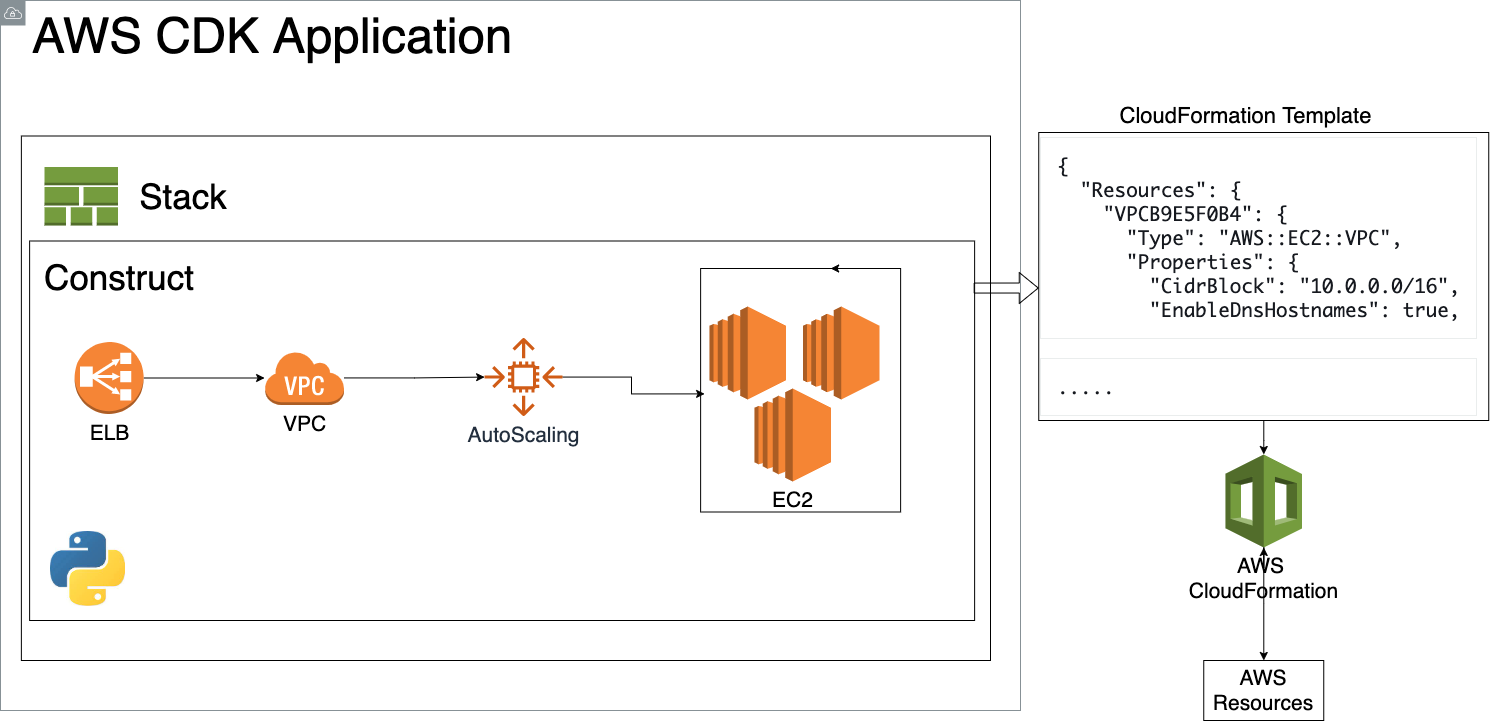 AWS CDK Application
Stack
Construct
ELB
VPC
VPC
AutoScaling
EC2
CloudFormation Template
{
"Resources": {
"VPCB9E5F0B4": {
"Type": "AWS::EC2::VPC",
"Properties": {
"CidrBlock": "10.0.0.0/16",
"EnableDnsHostnames": true,
.....
AWS
CloudFormation
AWS
Resources